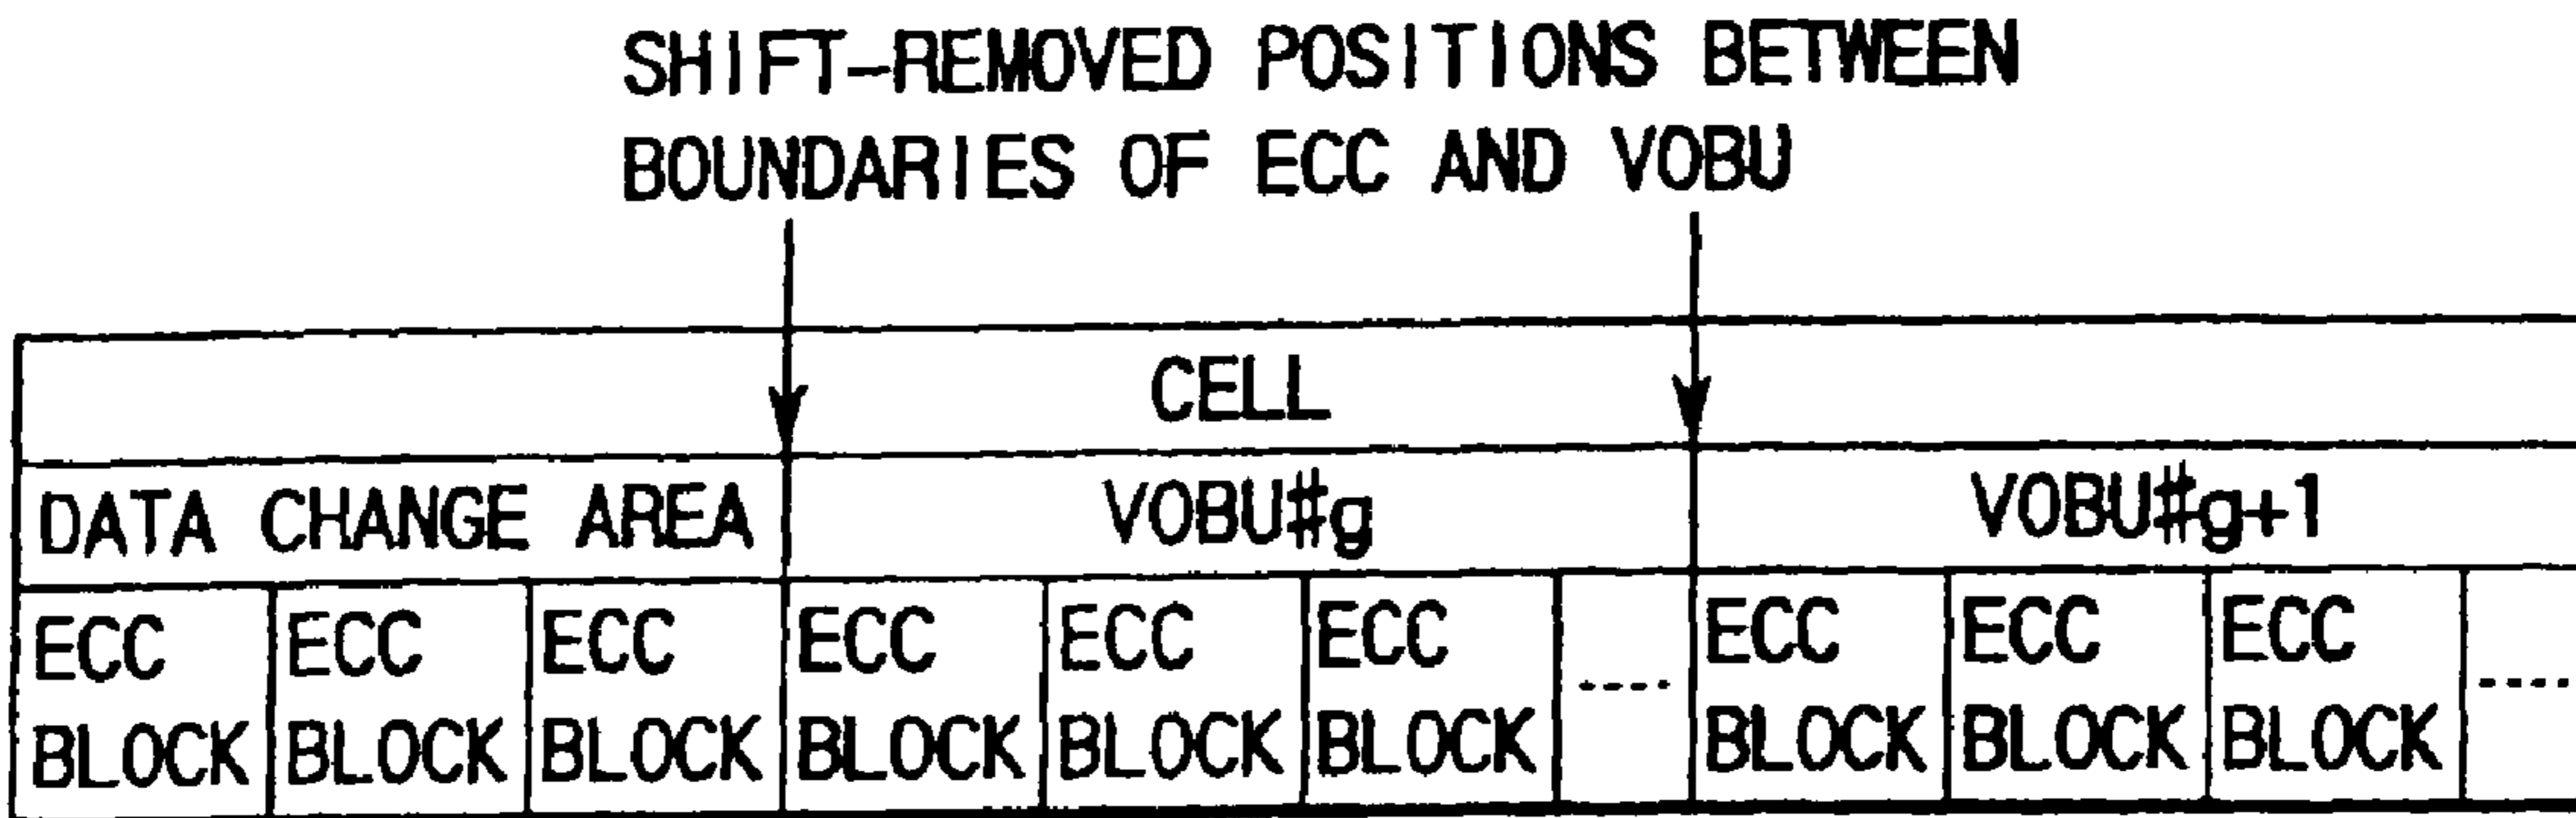 SHIFT-REMOVED POSITIONS BETWEEN
BOUNDARIES OF ECC AND VOBU
CELL
DATA CHANGE AREA VOBU#g VOBU#g+1
ECC ECC ECC ECC ECC ECC ---- ECC ECC ECC ----
BLOCK BLOCK BLOCK BLOCK BLOCK BLOCK BLOCK BLOCK BLOCK